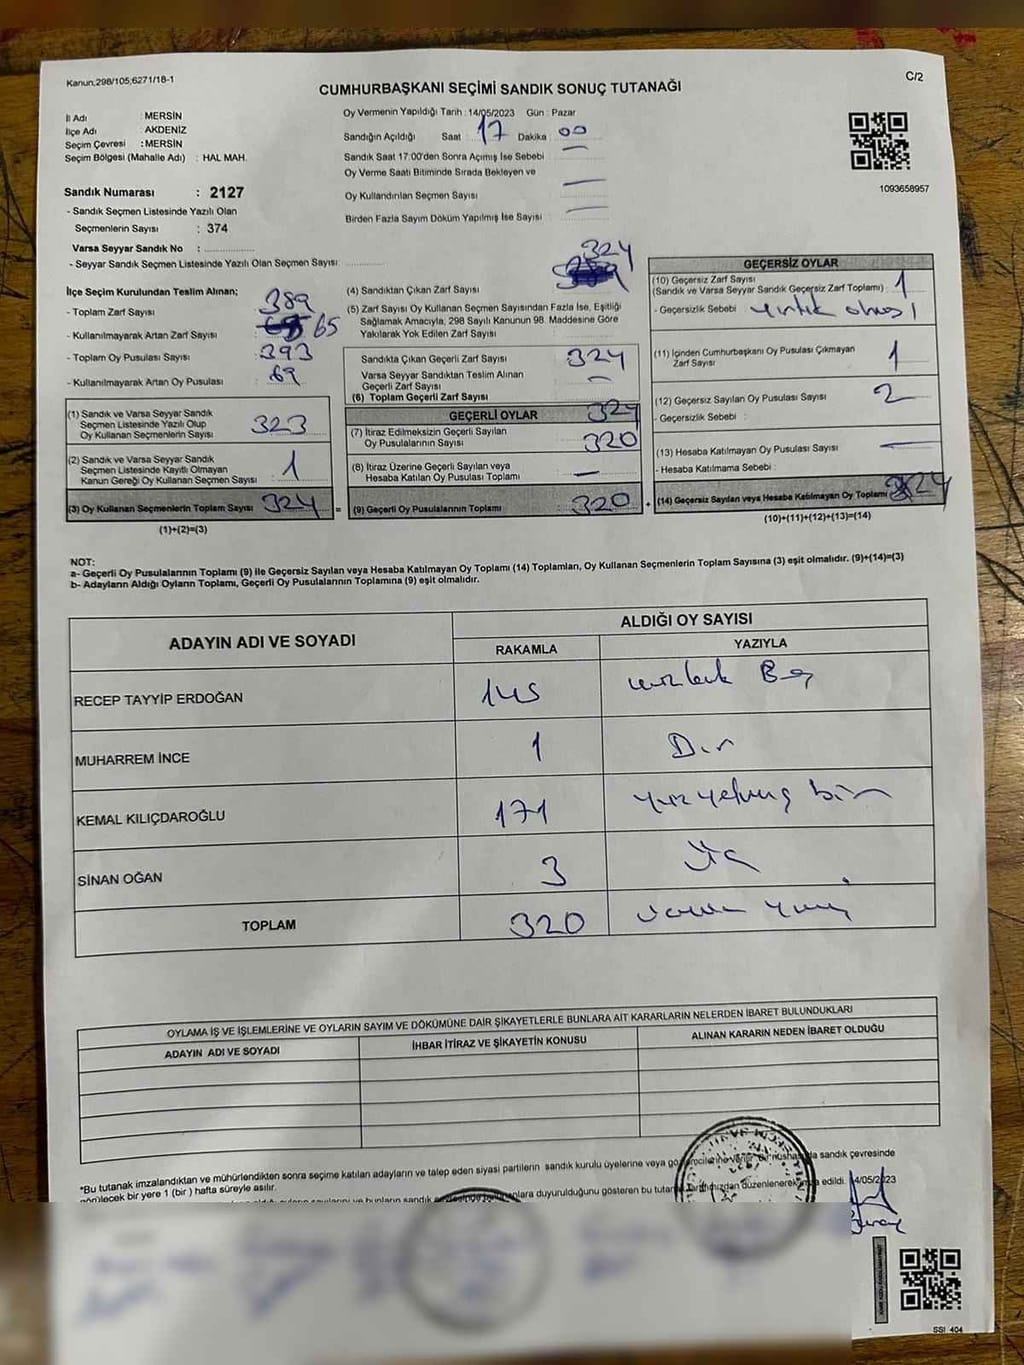 Kanun,298/105,6271/18-1
C/2
CUMHURBAŞKANI SEÇİMİ SANDIK SONUÇ TUTANAĞI
İl Adı : MERSİN
İlçe Adı : AKDENİZ
Seçim Çevresi : MERSİN
Seçim Bölgesi (Mahalle Adı) : HAL MAH.
Sandık Numarası : 2127
- Sandık Seçmen Listesinde Yazılı Olan
Seçmenlerin Sayısı : 374
Varsa Seyyar Sandık No :
- Seyyar Sandık Seçmen Listesinde Yazılı Olan Seçmen Sayısı:
Oy Vermenin Yapıldığı Tarih : 14/05/2023 Gün : Pazar
Sandığın Açıldığı Saat : 17 Dakika : 00
Sandık Saat 17:00'den Sonra Açılmış İse Sebebi
Oy Verme Saati Bitiminde Sırada Bekleyen ve
Oy Kullandırılan Seçmen Sayısı
Birden Fazla Sayım Döküm Yapılmış İse Sayısı
1093658957
İlçe Seçim Kurulundan Teslim Alınan;
- Toplam Zarf Sayısı : 389
- Kullanılmayarak Artan Zarf Sayısı : 65
- Toplam Oy Pusulası Sayısı : 393
- Kullanılmayarak Artan Oy Pusulası : 69
(1) Sandık ve Varsa Seyyar Sandık
Seçmen Listesinde Yazılı Olup
Oy Kullanan Seçmenlerin Sayısı : 323
(2) Sandık ve Varsa Seyyar Sandık
Seçmen Listesinde Kayıtlı Olmayan
Kanun Gereği Oy Kullanan Seçmen Sayısı : 1
(3) Oy Kullanan Seçmenlerin Toplam Sayısı : 324
(1)+(2)=(3)
324
(4) Sandıktan Çıkan Zarf Sayısı
(5) Zarf Sayısı Oy Kullanan Seçmen Sayısından Fazla İse, Eşitliği
Sağlamak Amacıyla, 298 Sayılı Kanunun 98. Maddesine Göre
Yakılarak Yok Edilen Zarf Sayısı
Sandıkta Çıkan Geçerli Zarf Sayısı 324
Varsa Seyyar Sandıktan Teslim Alınan
Geçerli Zarf Sayısı
(6) Toplam Geçerli Zarf Sayısı 324
GEÇERLİ OYLAR
(7) İtiraz Edilmeksizin Geçerli Sayılan
Oy Pusulalarının Sayısı 320
(8) İtiraz Üzerine Geçerli Sayılan veya
Hesaba Katılan Oy Pusulası Toplamı
= (9) Geçerli Oy Pusulalarının Toplamı 320 +
GEÇERSİZ OYLAR
(10) Geçersiz Zarf Sayısı
(Sandık ve Varsa Seyyar Sandık Geçersiz Zarf Toplamı) : 1
- Geçersizlik Sebebi : yırtık olması
(11) İçinden Cumhurbaşkanı Oy Pusulası Çıkmayan
Zarf Sayısı 1
(12) Geçersiz Sayılan Oy Pusulası Sayısı 2
- Geçersizlik Sebebi :
(13) Hesaba Katılmayan Oy Pusulası Sayısı
- Hesaba Katılmama Sebebi :
(14) Geçersiz Sayılan veya Hesaba Katılmayan Oy Toplamı
(10)+(11)+(12)+(13)=(14)
NOT:
a- Geçerli Oy Pusulalarının Toplamı (9) ile Geçersiz Sayılan veya Hesaba Katılmayan Oy Toplamı (14) Toplamları, Oy Kullanan Seçmenlerin Toplam Sayısına (3) eşit olmalıdır. (9)+(14)=(3)
b- Adayların Aldığı Oyların Toplamı, Geçerli Oy Pusulalarının Toplamına (9) eşit olmalıdır.
ADAYIN ADI VE SOYADI
ALDIĞI OY SAYISI
RAKAMLA YAZIYLA
RECEP TAYYİP ERDOĞAN 145
MUHARREM İNCE 1
KEMAL KILIÇDAROĞLU 171 yüzyetmiş bir
SİNAN OĞAN 3 Üç
TOPLAM 320
OYLAMA İŞ VE İŞLEMLERİNE VE OYLARIN SAYIM VE DÖKÜMÜNE DAİR ŞİKAYETLERLE BUNLARA AİT KARARLARIN NELERDEN İBARET BULUNDUKLARI
ADAYIN ADI VE SOYADI İHBAR İTİRAZ VE ŞİKAYETİN KONUSU ALINAN KARARIN NEDEN İBARET OLDUĞU
*Bu tutanak imzalandıktan ve mühürlendikten sonra seçime katılan adayların ve talep eden siyasi partilerin sandık kurulu üyelerine veya sandık çevresinde
görülecek bir yere 1 (bir) hafta süreyle asılır.
duyurulduğunu gösteren bu tutanak tarafımızdan düzenlenerek edildi. 14/05/2023
SSI 404